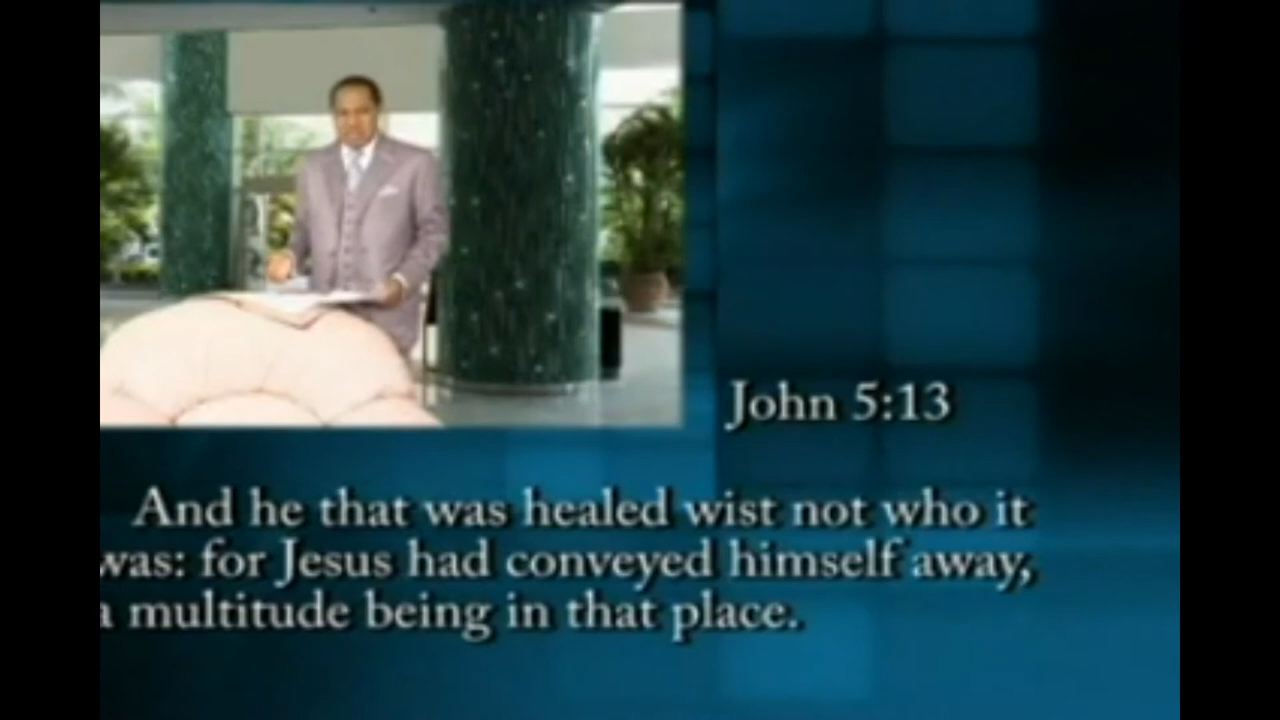 John 5:13
And he that was healed wist not who it
was: for Jesus had conveyed himself away,
a multitude being in that place.